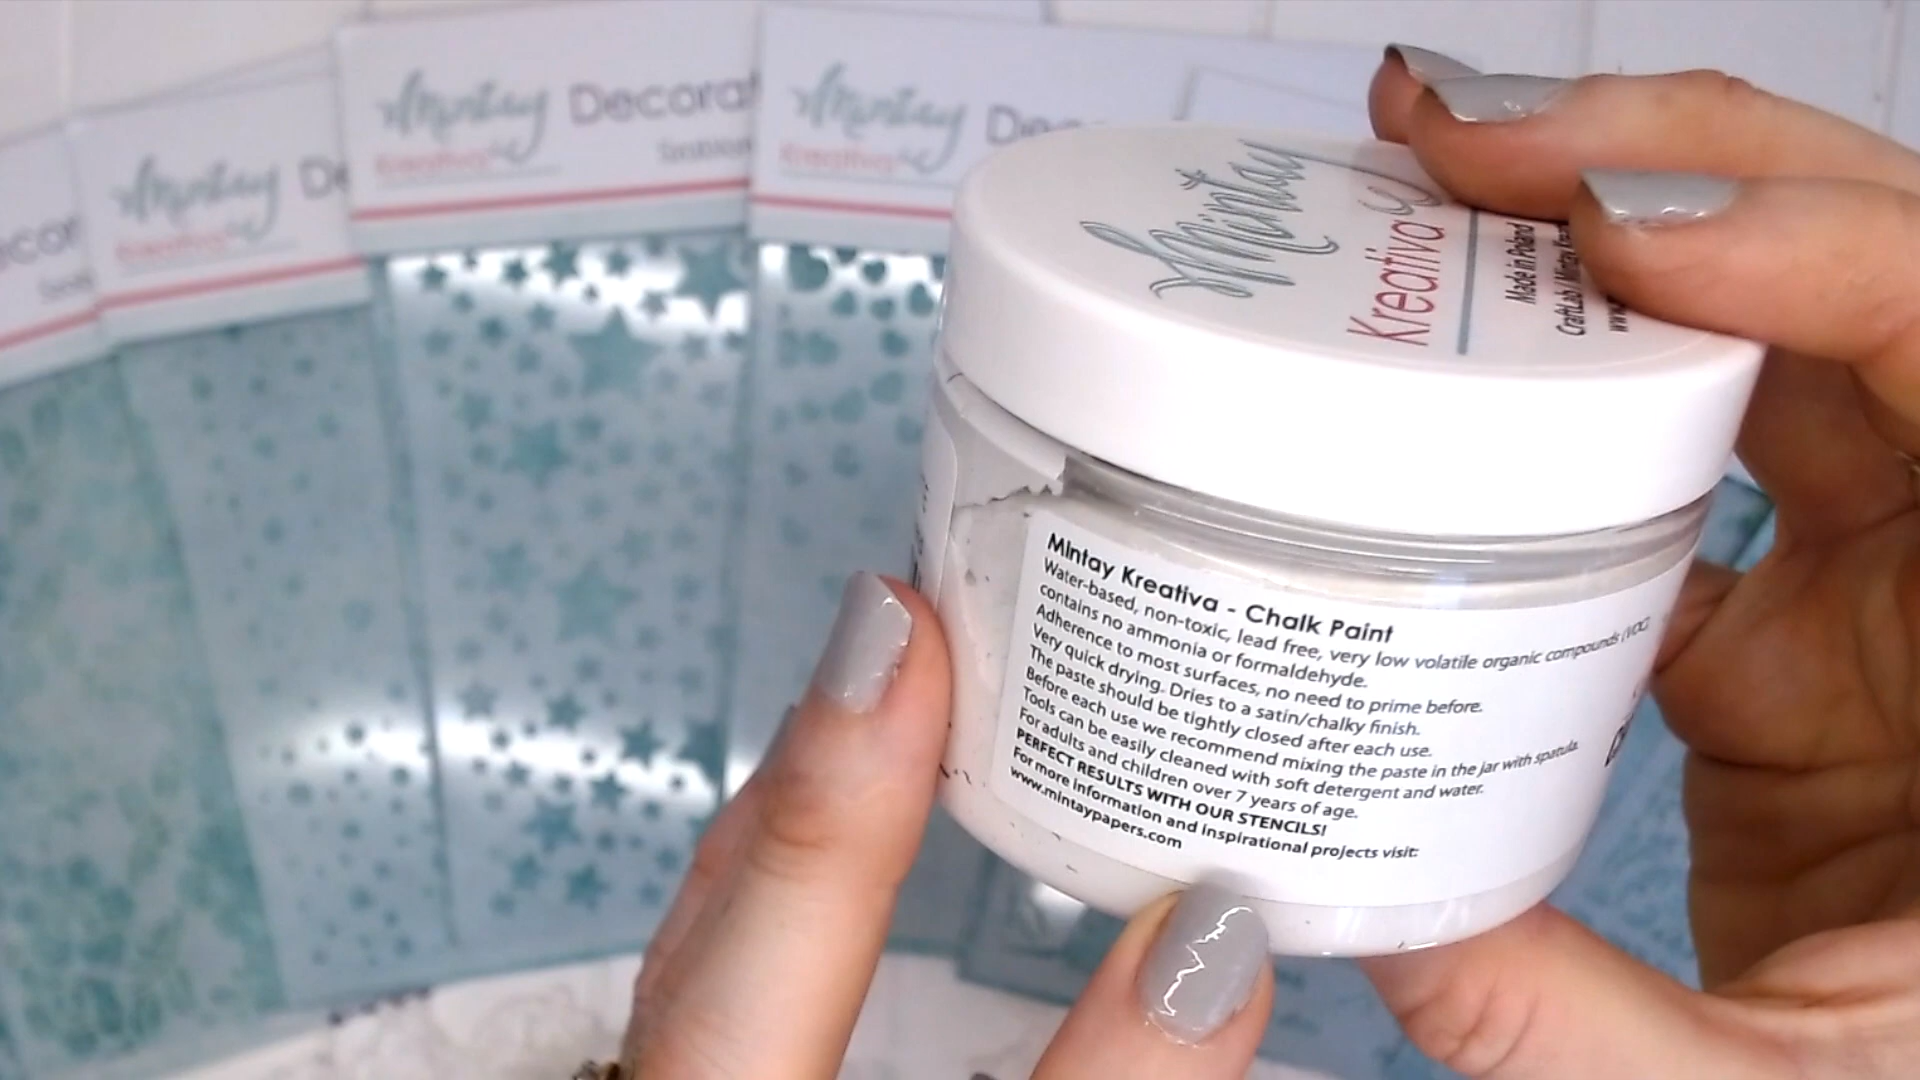 Mintay
Kreativa
Mintay
Kreativa
Mintay
Kreativa
Mintay
Kreativa
Made in Poland
Mintay Kreativa - Chalk Paint
Water-based, non-toxic, lead free, very low volatile organic compounds (VOC)
contains no ammonia or formaldehyde.
Adherence to most surfaces, no need to prime before.
Very quick drying. Dries to a satin/chalky finish.
The paste should be tightly closed after each use.
Before each use we recommend mixing the paste in the jar with spatula.
Tools can be easily cleaned with soft detergent and water.
For adults and children over 7 years of age.
PERFECT RESULTS WITH OUR STENCILS!
For more information and inspirational projects visit:
www.mintaypapers.com